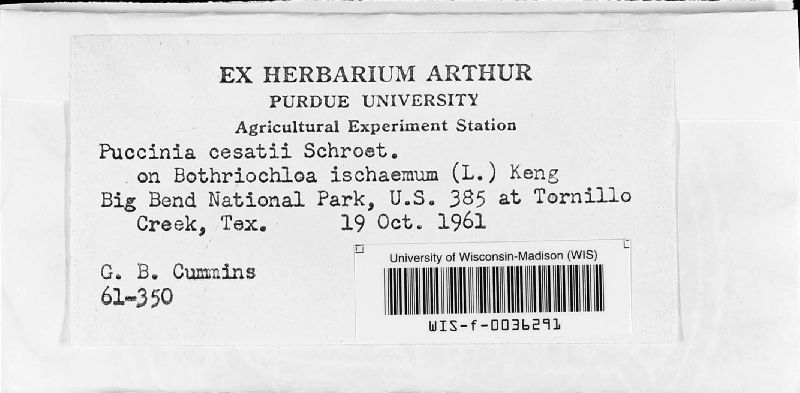 EX HERBARIUM ARTHUR
PURDUE UNIVERSITY
Agricultural Experiment Station
Puccinia cesatii Schroet.
on Bothriochloa ischaemum (L.) Keng
Big Bend National Park, U.S. 385 at Tornillo
Creek, Tex. 19 Oct. 1961
G. B. Cummins
61-350
University of Wisconsin-Madison (WIS)
WIS-f-0036291